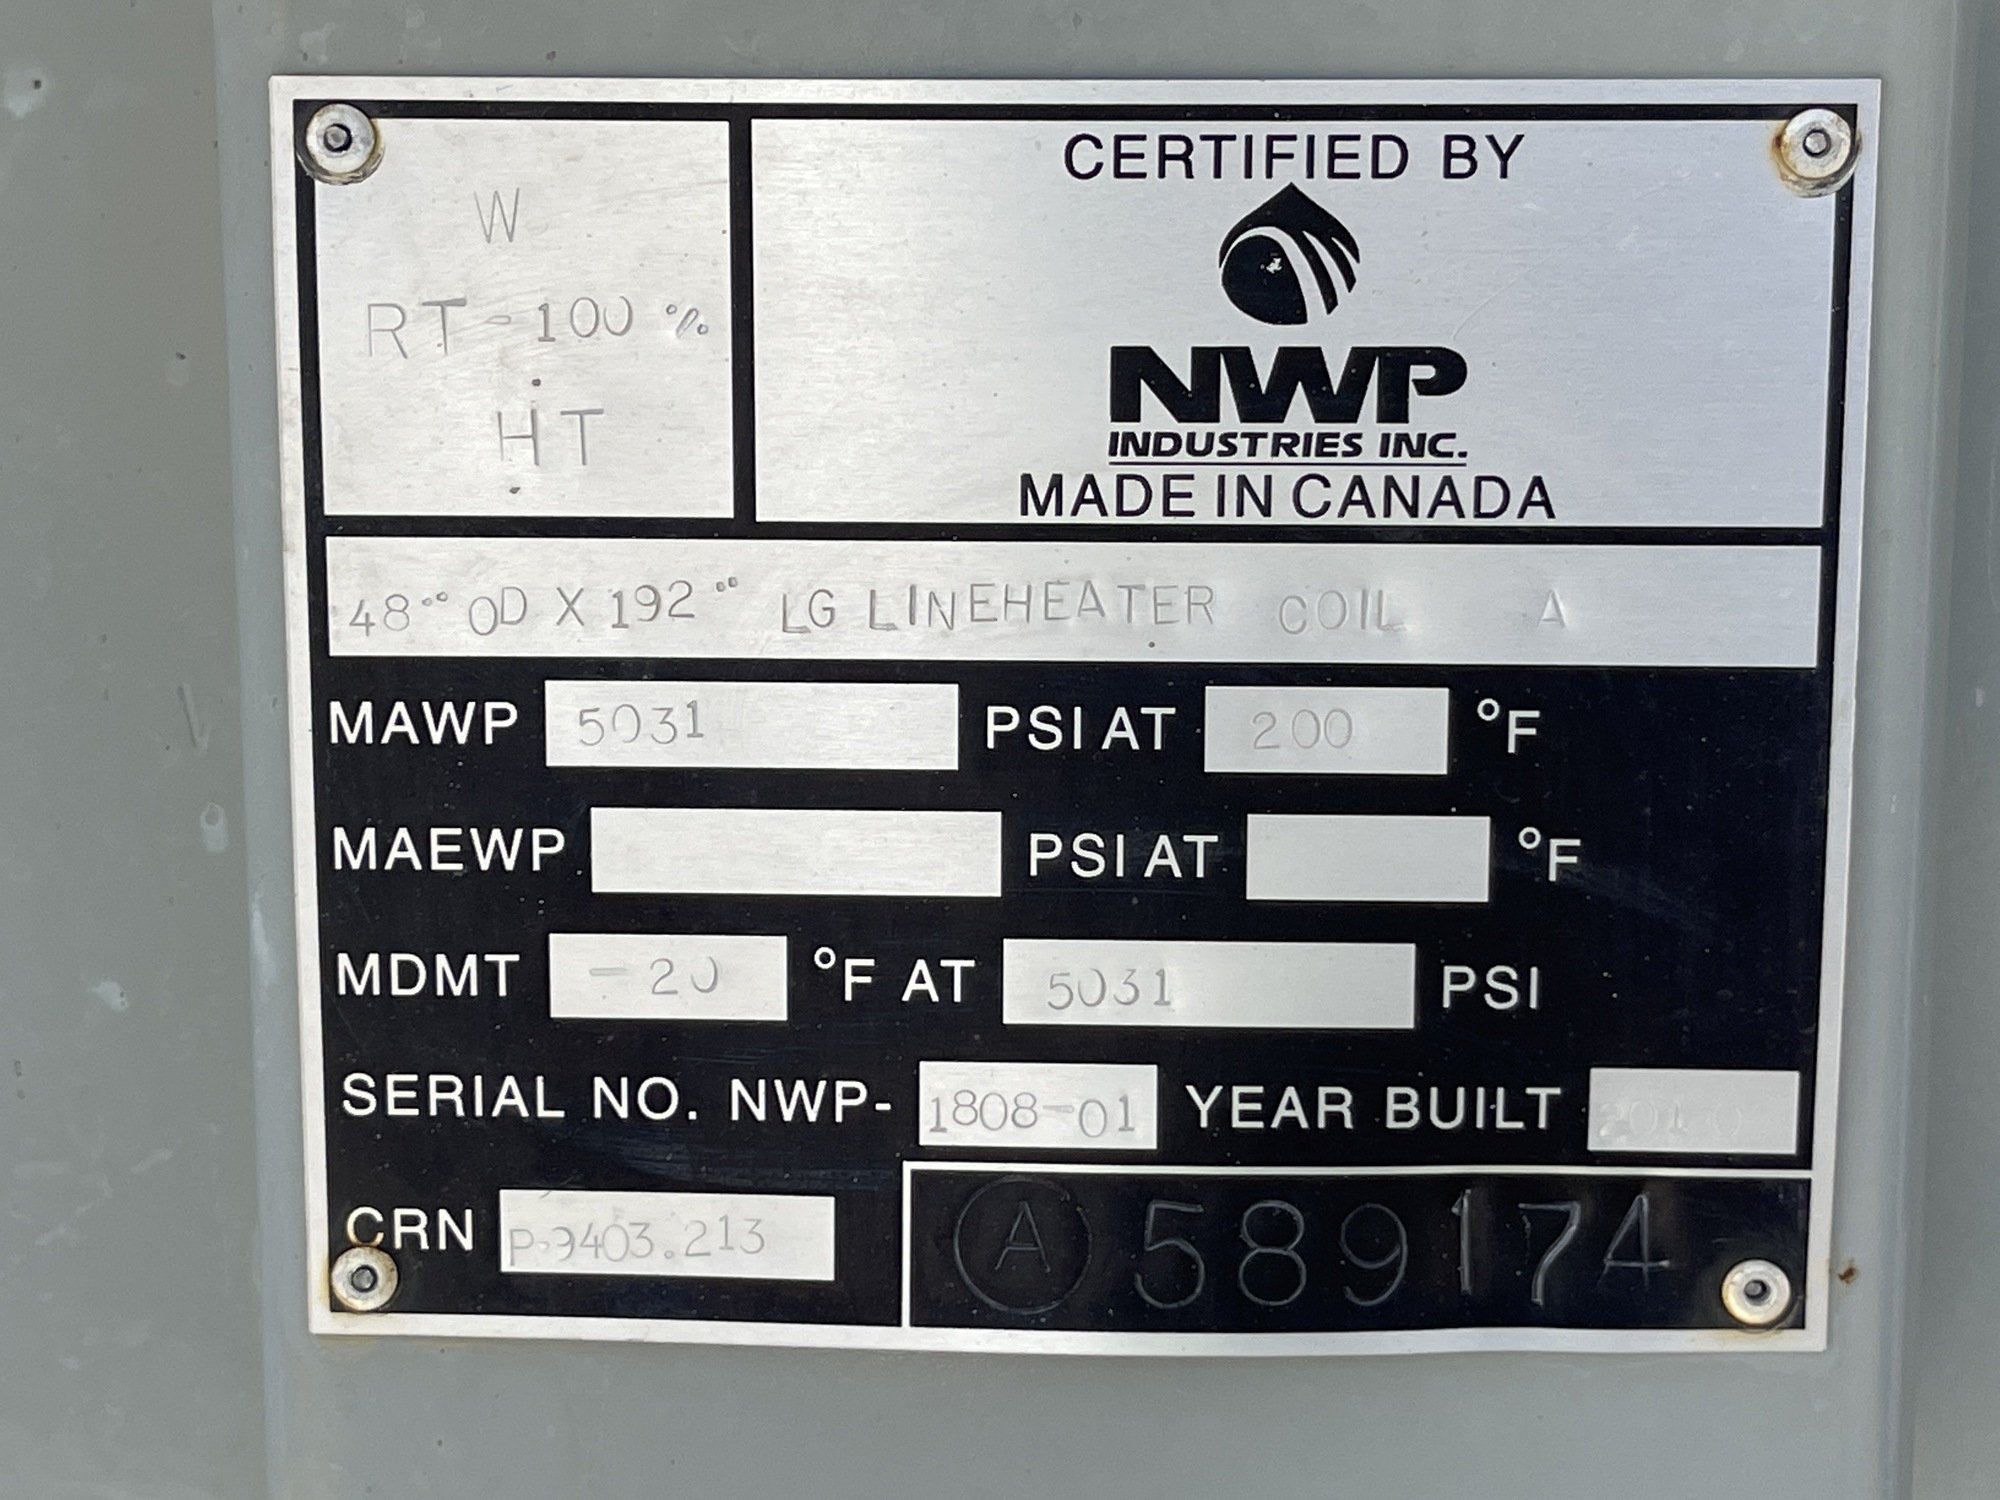 W
RT-100%
HT
CERTIFIED BY
NWP
INDUSTRIES INC.
MADE IN CANADA
48" OD X 192" LG LINEHEATER COIL A
MAWP 5031 PSI AT 200 °F
MAEWP PSI AT °F
MDMT -20 °F AT 5031 PSI
SERIAL NO. NWP- 1808-01 YEAR BUILT
CRN P-9403.213
A 589174